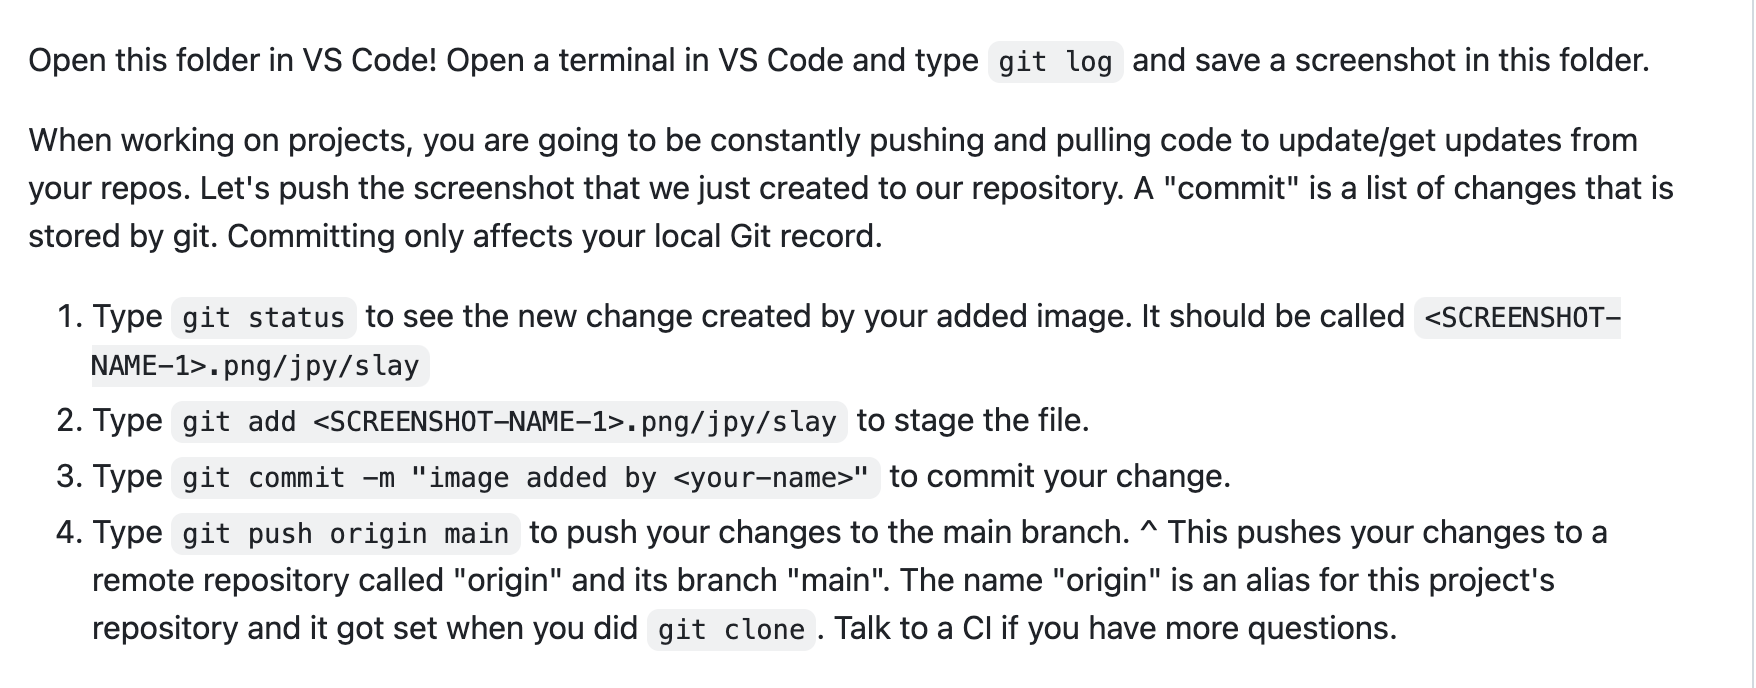 Open this folder in VS Code! Open a terminal in VS Code and type git log and save a screenshot in this folder.
When working on projects, you are going to be constantly pushing and pulling code to update/get updates from
your repos. Let's push the screenshot that we just created to our repository. A "commit" is a list of changes that is
stored by git. Committing only affects your local Git record.
1. Type git status to see the new change created by your added image. It should be called <SCREENSHOT-
NAME-1>.png/jpy/slay
2. Type git add <SCREENSHOT-NAME-1>.png/jpy/slay to stage the file.
3. Type git commit -m "image added by <your-name>" to commit your change.
4. Type git push origin main to push your changes to the main branch. ^ This pushes your changes to a
remote repository called "origin" and its branch "main". The name "origin" is an alias for this project's
repository and it got set when you did git clone. Talk to a CI if you have more questions.